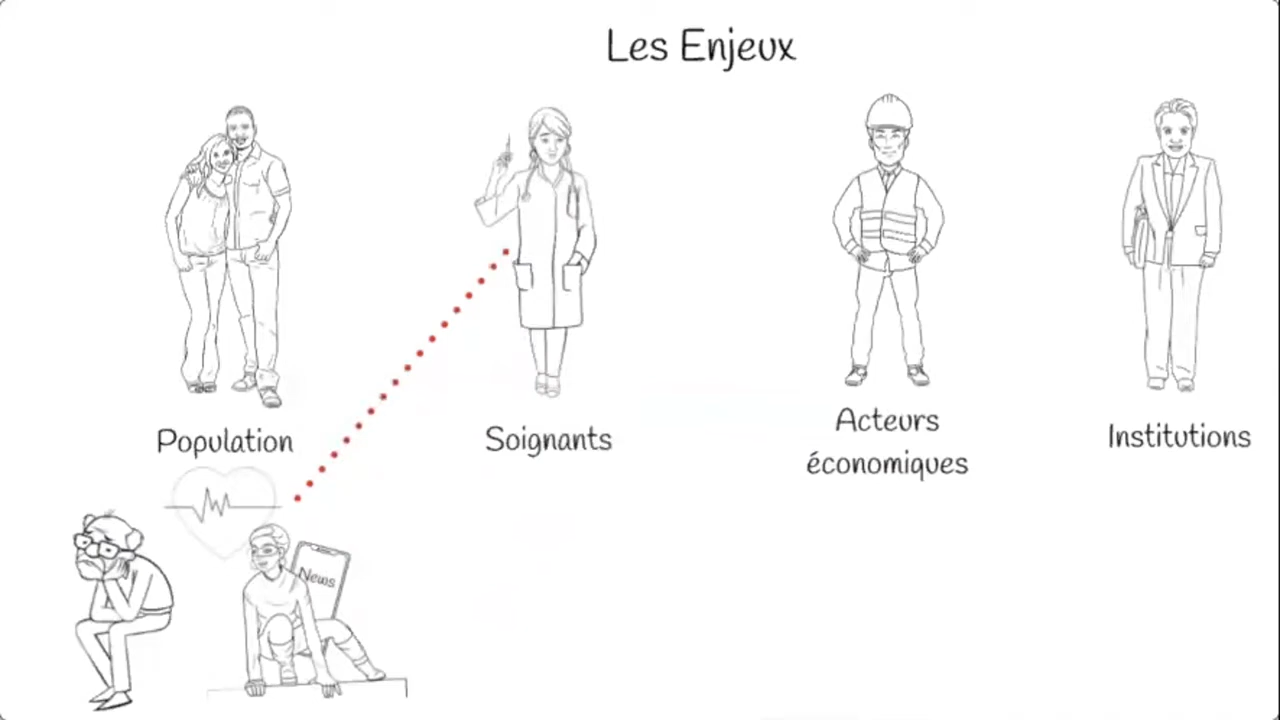 Les Enjeux
Population
Soignants
Acteurs
économiques
Institutions
News